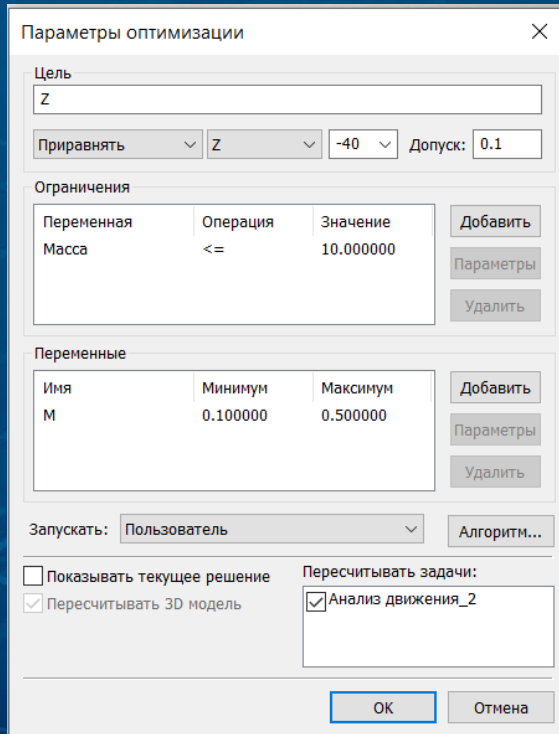 Параметры оптимизации
Цель
Z
Приравнять Z -40 Допуск: 0.1
Ограничения
Переменная Операция Значение
Масса <= 10.000000
Добавить
Параметры
Удалить
Переменные
Имя Минимум Максимум
М 0.100000 0.500000
Добавить
Параметры
Удалить
Запускать: Пользователь Алгоритм...
Показывать текущее решение
Пересчитывать 3D модель
Пересчитывать задачи:
Анализ движения_2
ОК Отмена